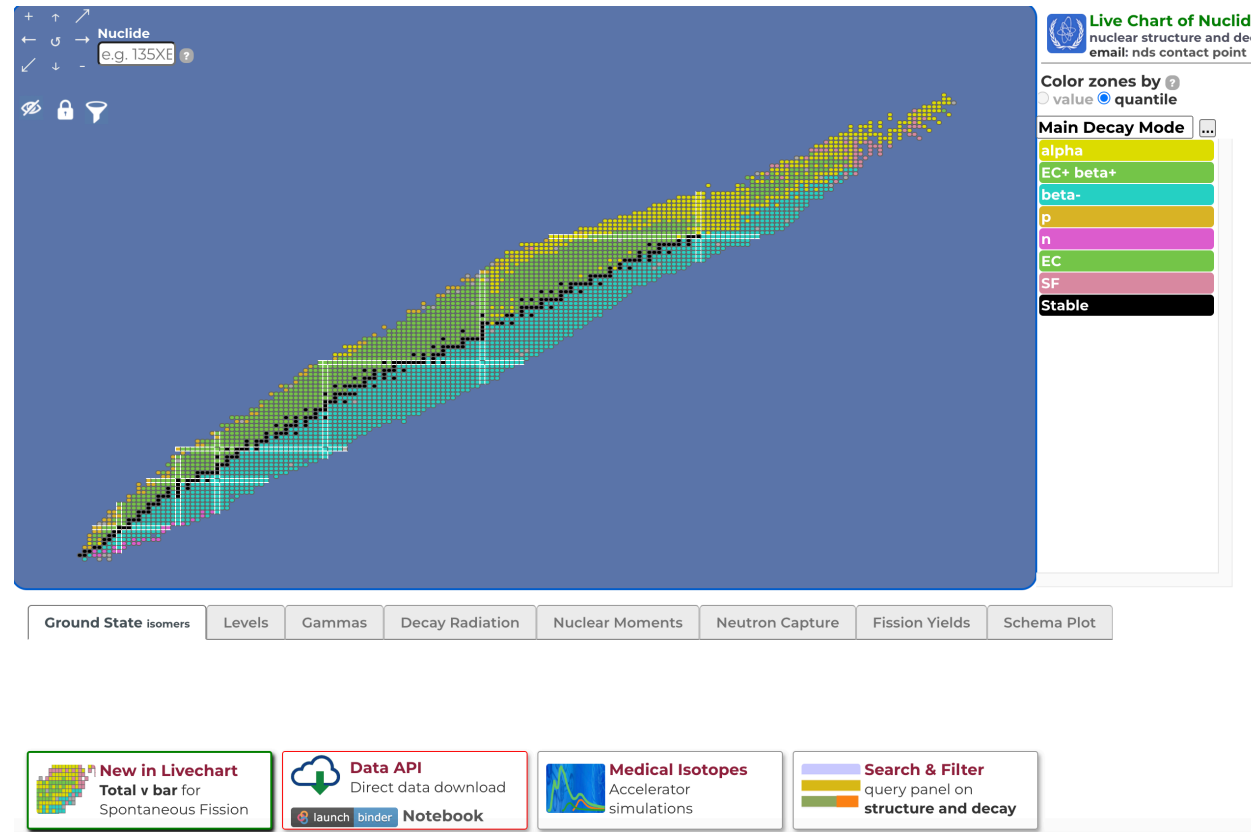 Nuclide
e.g. 135XE
?
Live Chart of Nuclid
nuclear structure and de
email: nds contact point
Color zones by ?
value quantile
Main Decay Mode ...
alpha
EC+ beta+
beta-
p
n
EC
SF
Stable
Ground State isomers Levels Gammas Decay Radiation Nuclear Moments Neutron Capture Fission Yields Schema Plot
New in Livechart
Total ν bar for
Spontaneous Fission
Data API
Direct data download
launch binder Notebook
Medical Isotopes
Accelerator
simulations
Search & Filter
query panel on
structure and decay